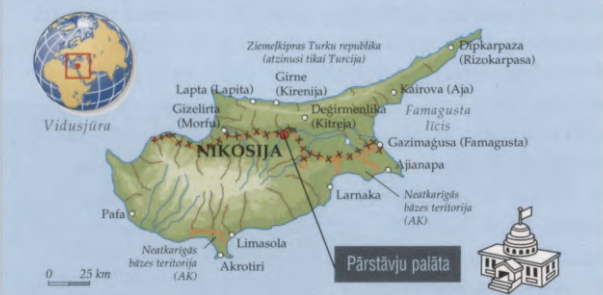 Ziemeļkipras Turku republika
(atzinusi tikai Turcija)
Dipkarpaza
(Rizokarpasa)
Girne
(Kirenija)
Lapta (Lapita)
Kairova (Aja)
Gizelirta
(Morfu)
Değirmenlika
(Kitreja)
Famagusta
līcis
Vidusjūra
Gazimağusa (Famagusta)
NIKOSIJA
Ajianapa
Larnaka
Neatkarīgās
bāzes teritorija
(AK)
Pafa
Neatkarīgās
bāzes teritorija
(AK)
Limasola
Akrotiri
Pārstāvju palāta
0 25 km